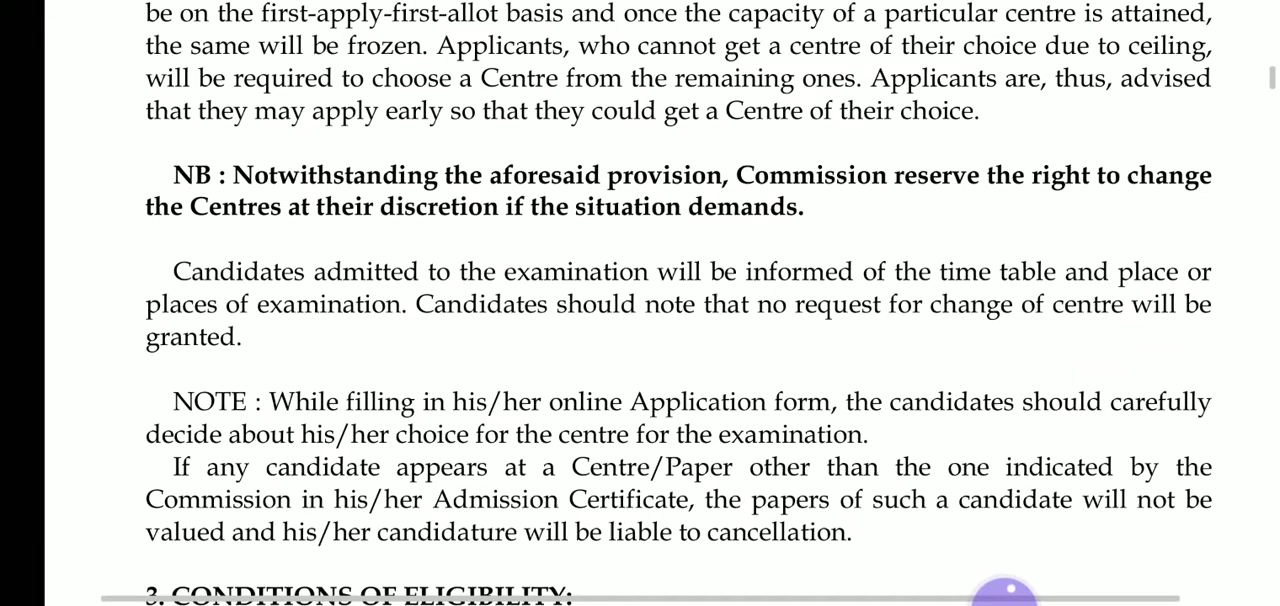 be on the first-apply-first-allot basis and once the capacity of a particular centre is attained,
the same will be frozen. Applicants, who cannot get a centre of their choice due to ceiling,
will be required to choose a Centre from the remaining ones. Applicants are, thus, advised
that they may apply early so that they could get a Centre of their choice.
NB : Notwithstanding the aforesaid provision, Commission reserve the right to change
the Centres at their discretion if the situation demands.
Candidates admitted to the examination will be informed of the time table and place or
places of examination. Candidates should note that no request for change of centre will be
granted.
NOTE : While filling in his/her online Application form, the candidates should carefully
decide about his/her choice for the centre for the examination.
If any candidate appears at a Centre/Paper other than the one indicated by the
Commission in his/her Admission Certificate, the papers of such a candidate will not be
valued and his/her candidature will be liable to cancellation.
3. CONDITIONS OF ELIGIBILITY: